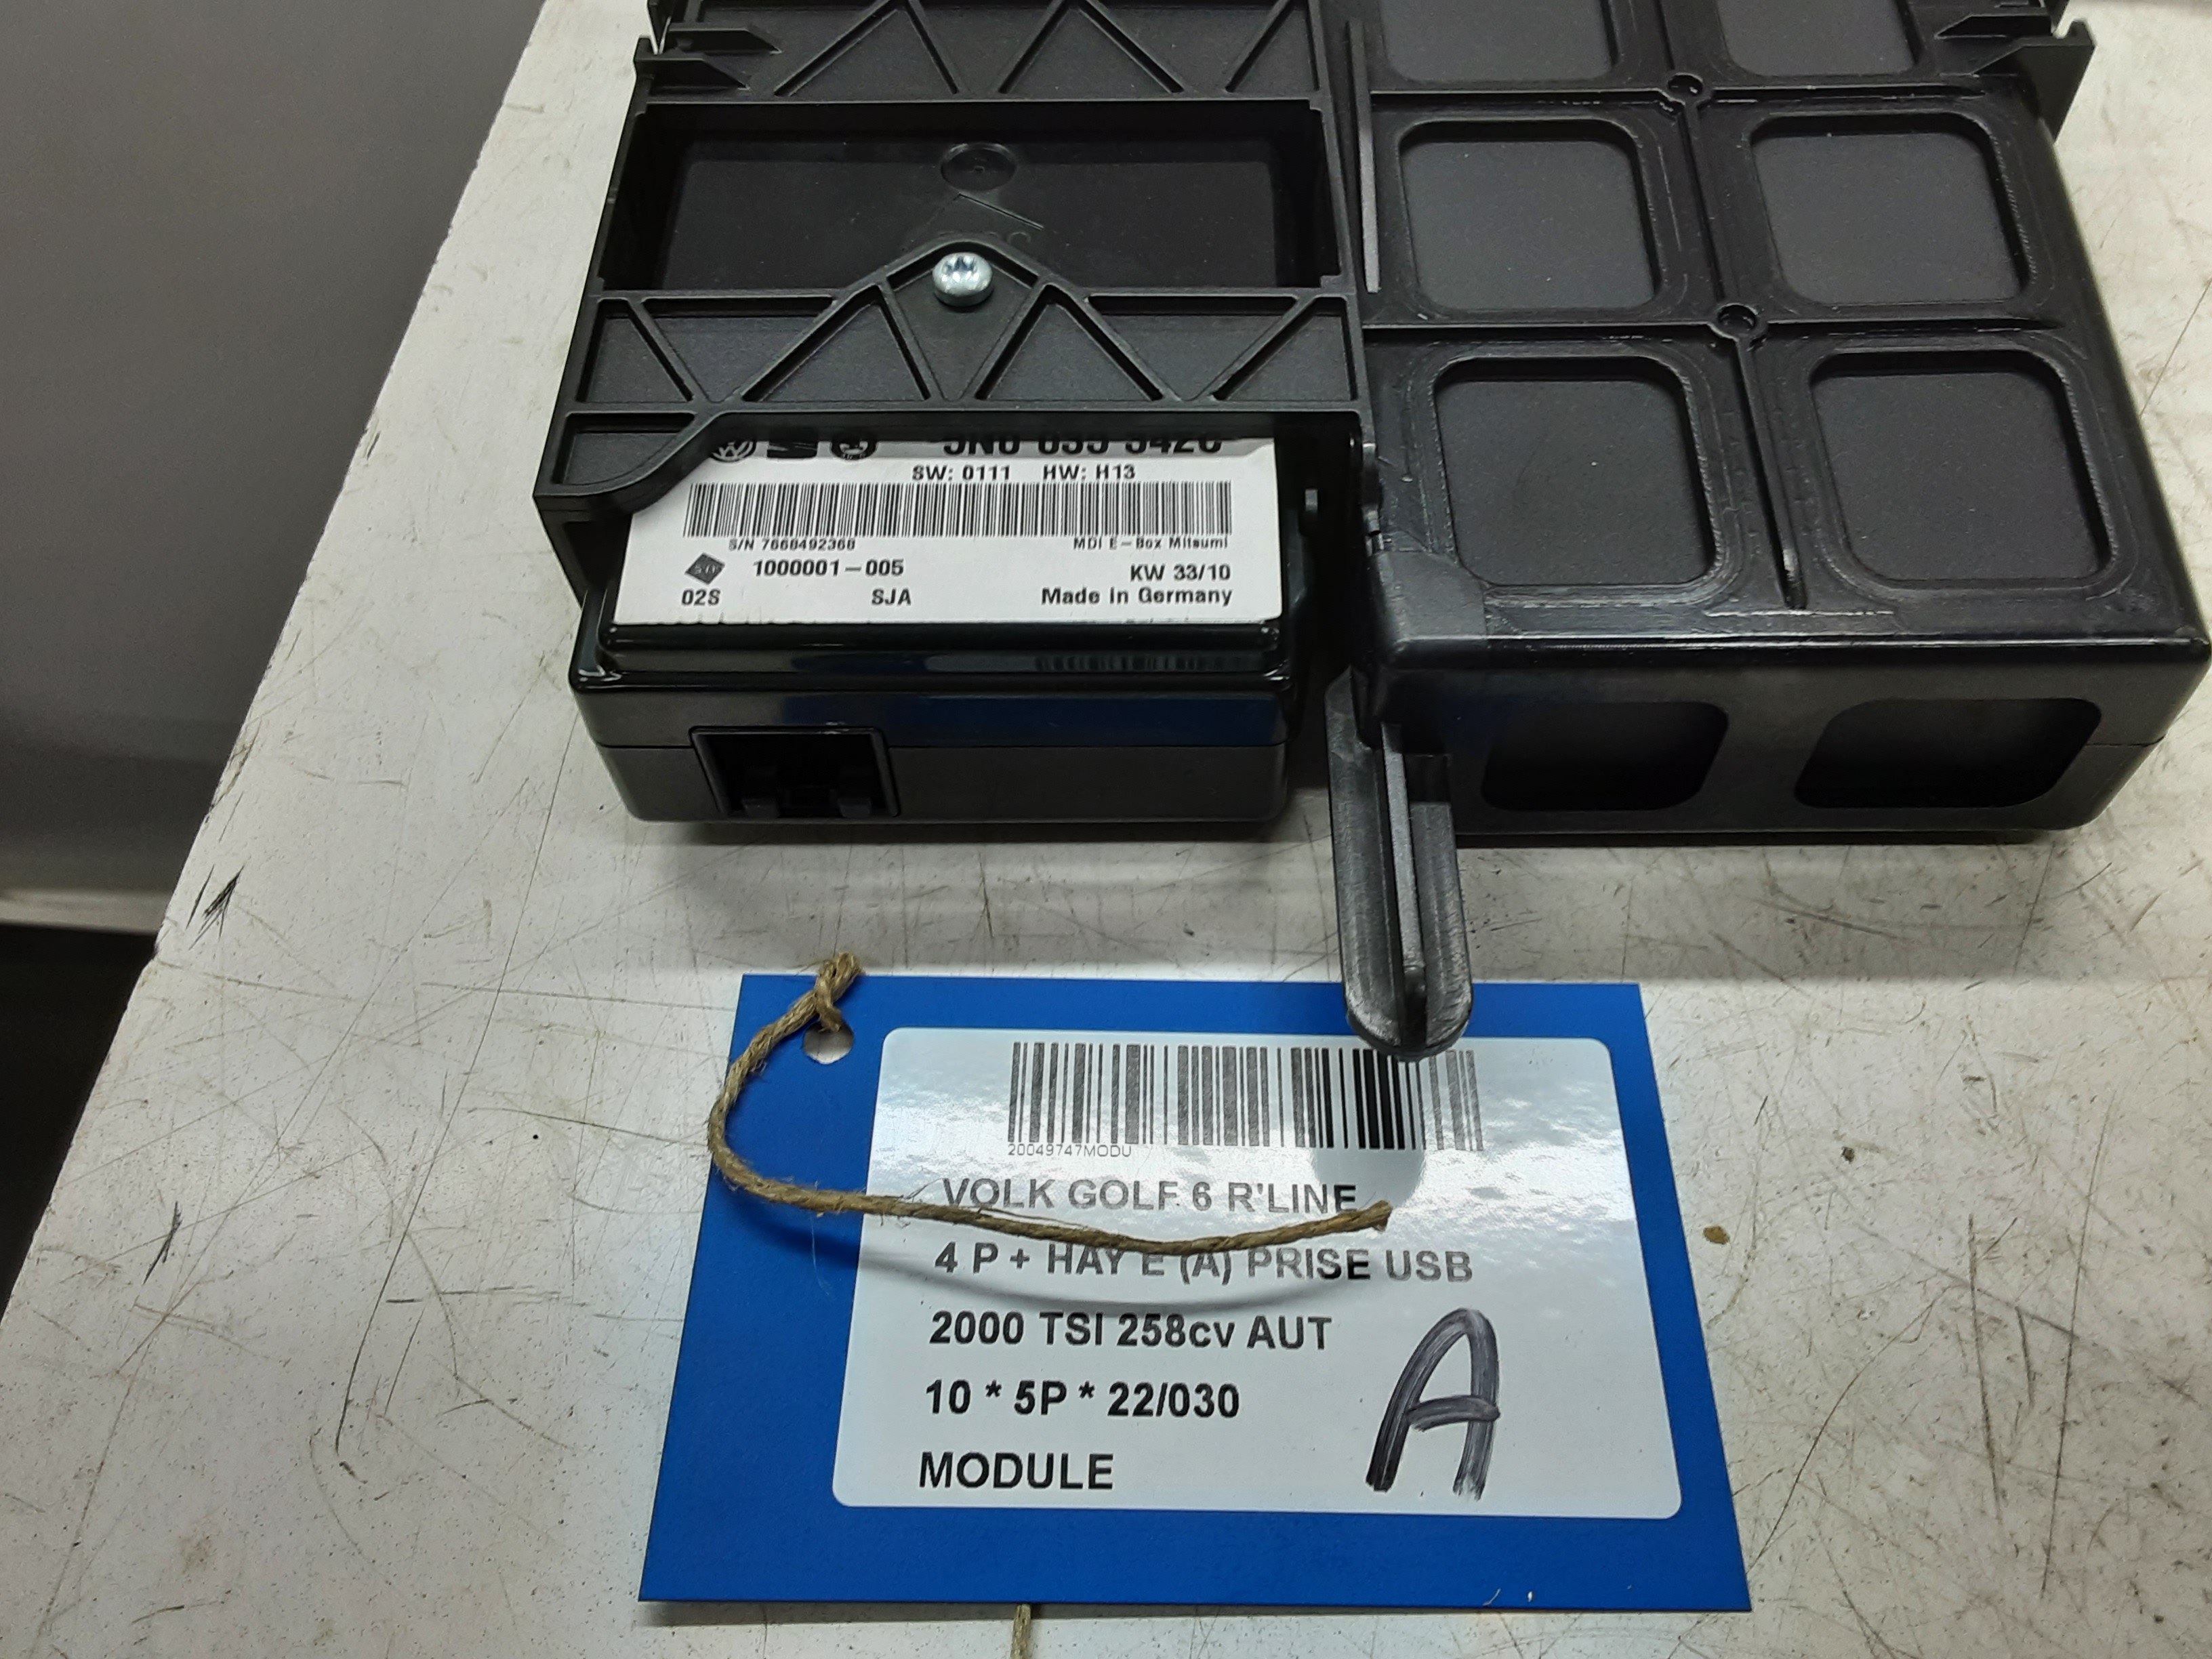 SW: 0111 HW: H13
S/N 7668492368
MDI E-Box Mitsumi
1000001-005
KW 33/10
02S SJA Made in Germany
20049747MODU
VOLK GOLF 6 R'LINE
4 P + HAY E (A) PRISE USB
2000 TSI 258cv AUT
10 * 5P * 22/030
MODULE
A